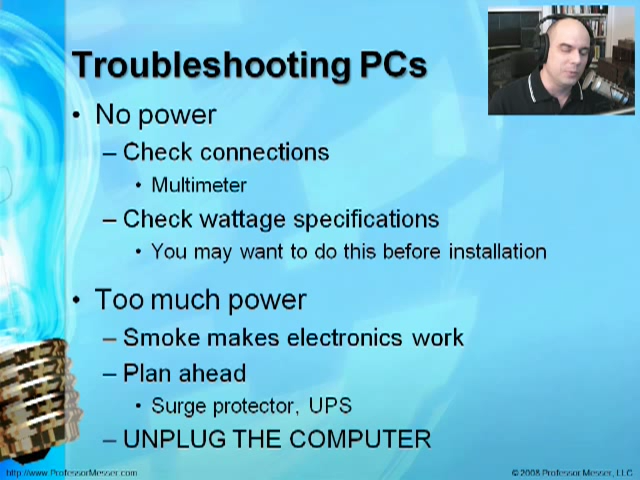 Troubleshooting PCs
• No power
– Check connections
• Multimeter
– Check wattage specifications
• You may want to do this before installation
• Too much power
– Smoke makes electronics work
– Plan ahead
• Surge protector, UPS
– UNPLUG THE COMPUTER
http://www.ProfessorMesser.com
© 2008 Professor Messer, LLC